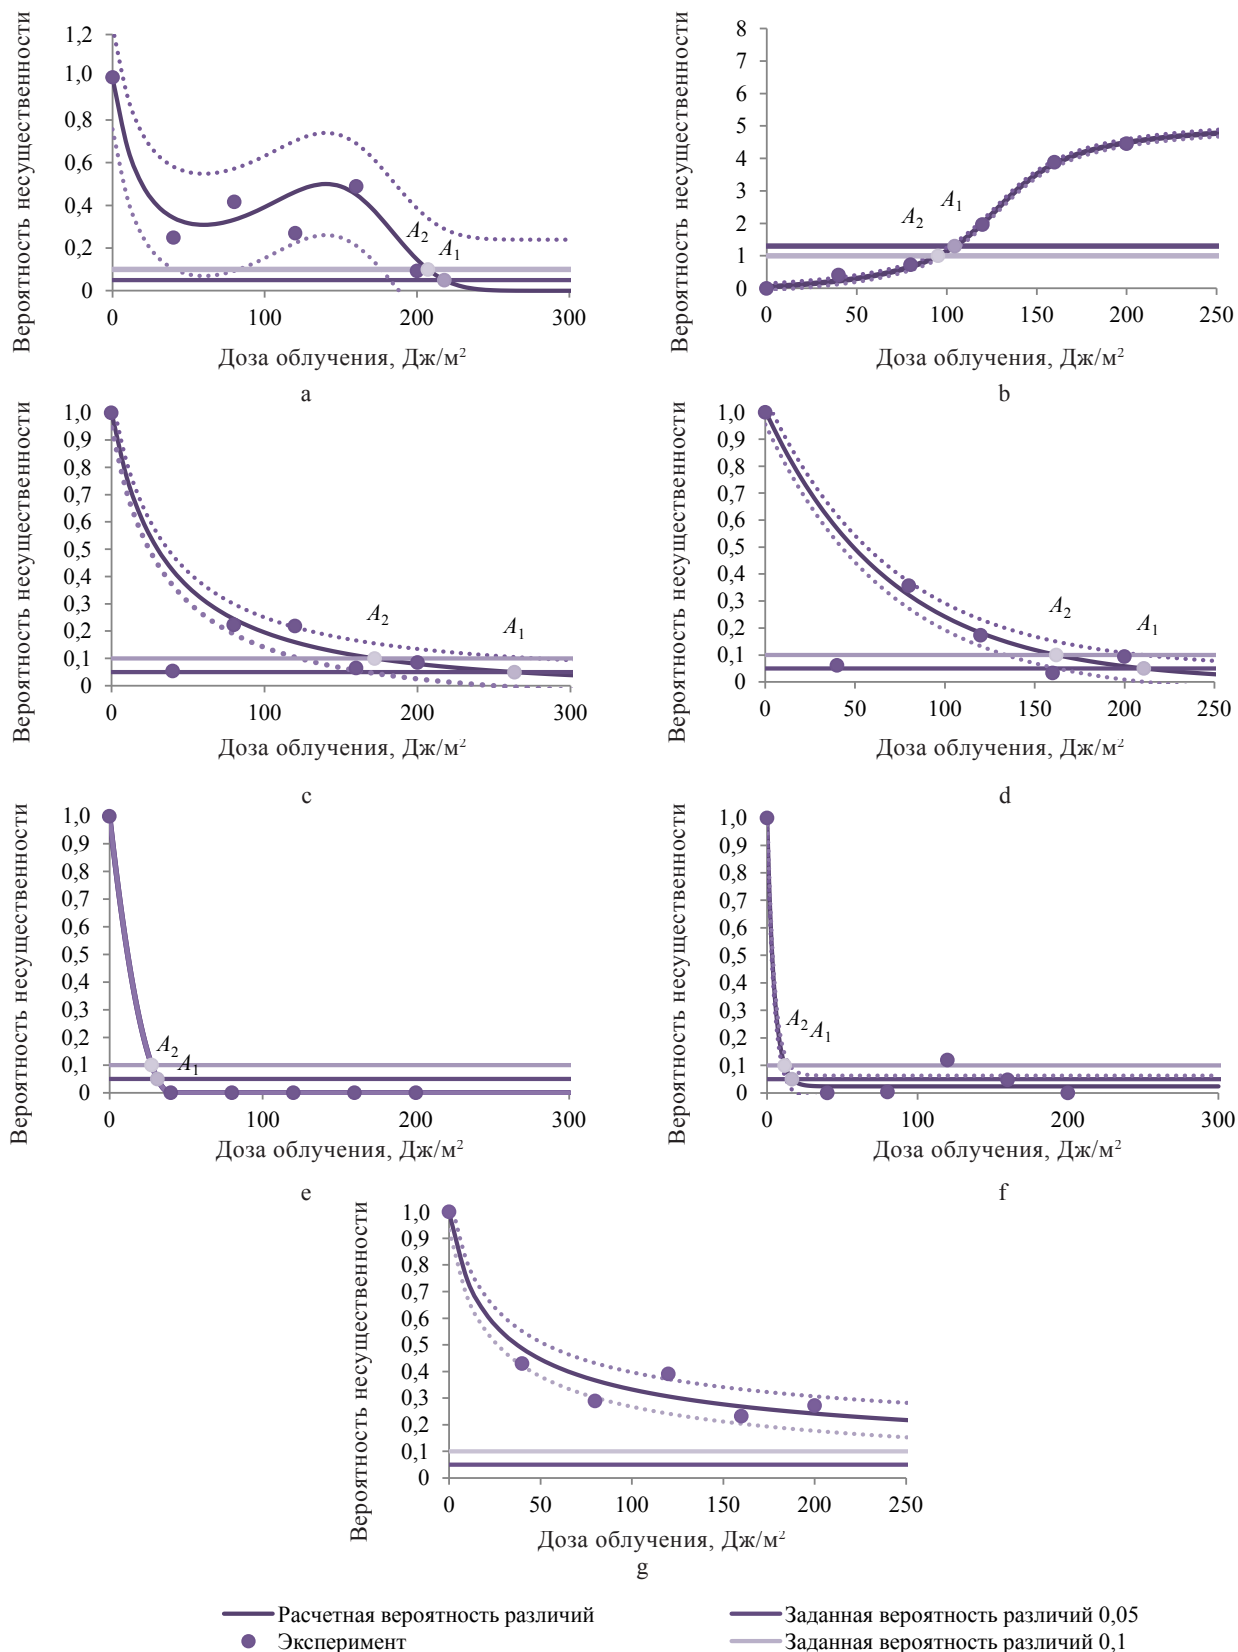 Вероятность несущественности
1,2
1,0
0,8
0,6
0,4
0,2
0
A2
A1
0 100 200 300
Доза облучения, Дж/м2
a
Вероятность несущественности
8
7
6
5
4
3
2
1
0
A2
A1
0 50 100 150 200 250
Доза облучения, Дж/м2
b
Вероятность несущественности
1,0
0,9
0,8
0,7
0,6
0,5
0,4
0,3
0,2
0,1
0
A2
A1
0 100 200 300
Доза облучения, Дж/м2
c
Вероятность несущественности
1,0
0,9
0,8
0,7
0,6
0,5
0,4
0,3
0,2
0,1
0
A2
A1
0 50 100 150 200 250
Доза облучения, Дж/м2
d
Вероятность несущественности
1,0
0,9
0,8
0,7
0,6
0,5
0,4
0,3
0,2
0,1
0
A2
A1
0 100 200 300
Доза облучения, Дж/м2
e
Вероятность несущественности
1,0
0,9
0,8
0,7
0,6
0,5
0,4
0,3
0,2
0,1
0
A2 A1
0 100 200 300
Доза облучения, Дж/м2
f
Вероятность несущественности
1,0
0,9
0,8
0,7
0,6
0,5
0,4
0,3
0,2
0,1
0
0 50 100 150 200 250
Доза облучения, Дж/м2
g
Расчетная вероятность различий
Заданная вероятность различий 0,05
Эксперимент
Заданная вероятность различий 0,1